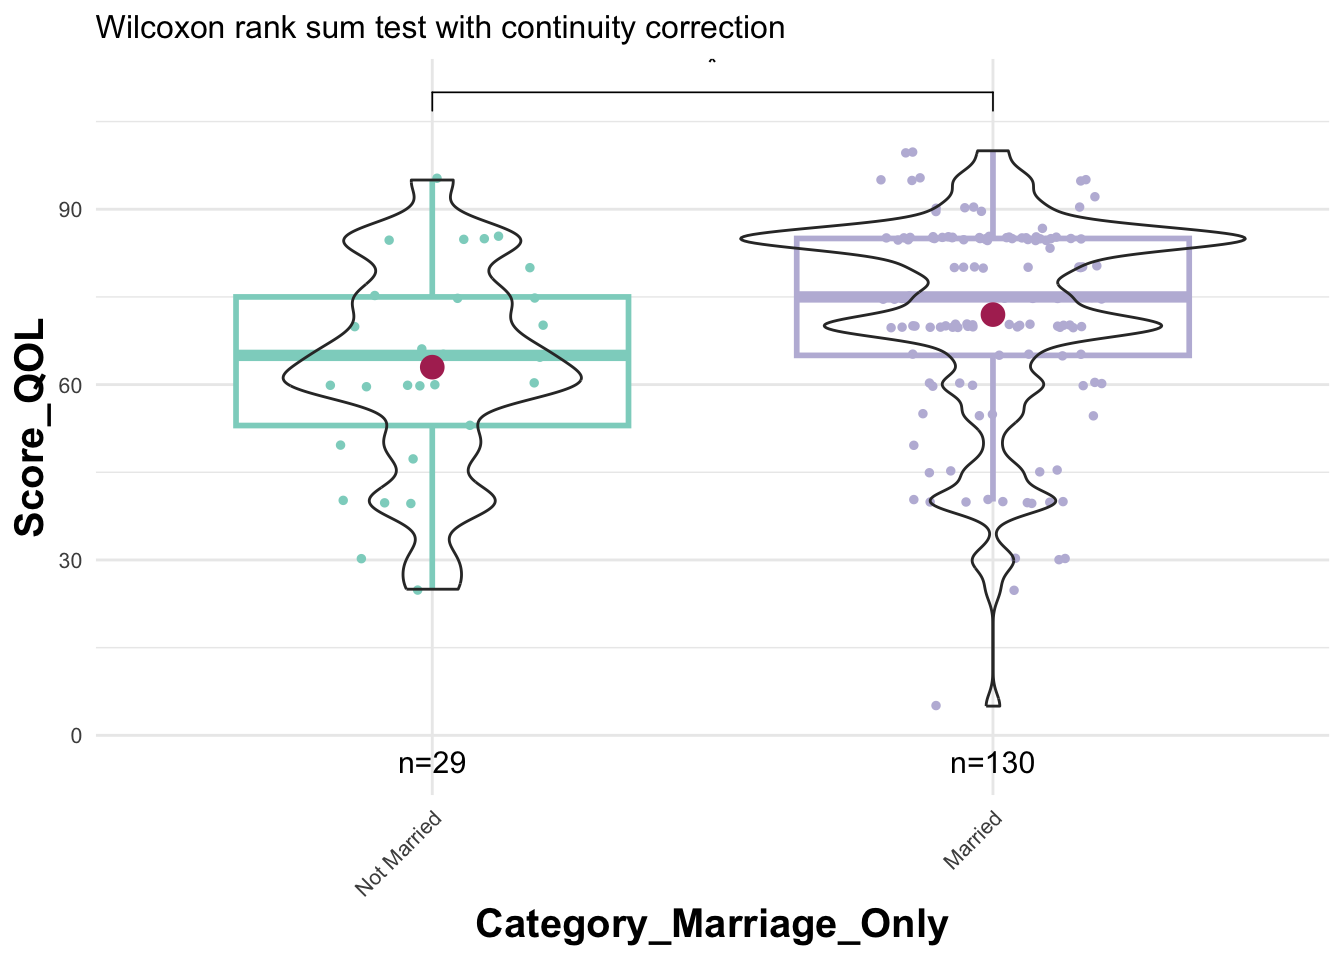 Wilcoxon rank sum test with continuity correction
Score_QOL
90
60
30
0
n=29
n=130
Not Married
Married
Category_Marriage_Only